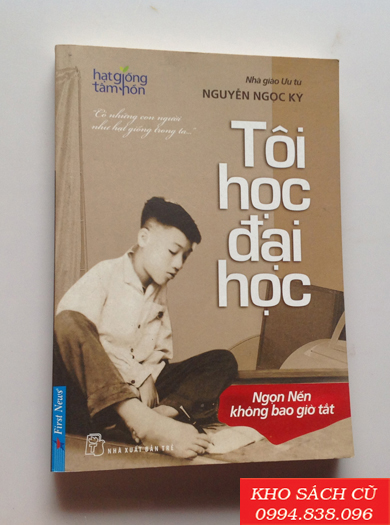 hạt giống
tâm hồn
Nhà giáo Ưu tú
NGUYỄN NGỌC KÝ
"Có những con người
như hạt giống trong ta..."
Tôi
học
đại
học
Ngọn Nến
không bao giờ tắt
First News
NHÀ XUẤT BẢN TRẺ
KHO SÁCH CŨ
0994.838.096